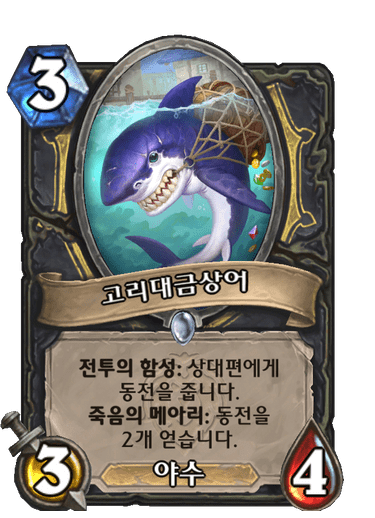 3
고리대금상어
전투의 함성: 상대편에게
동전을 줍니다.
죽음의 메아리: 동전을
2개 얻습니다.
3
야수
4